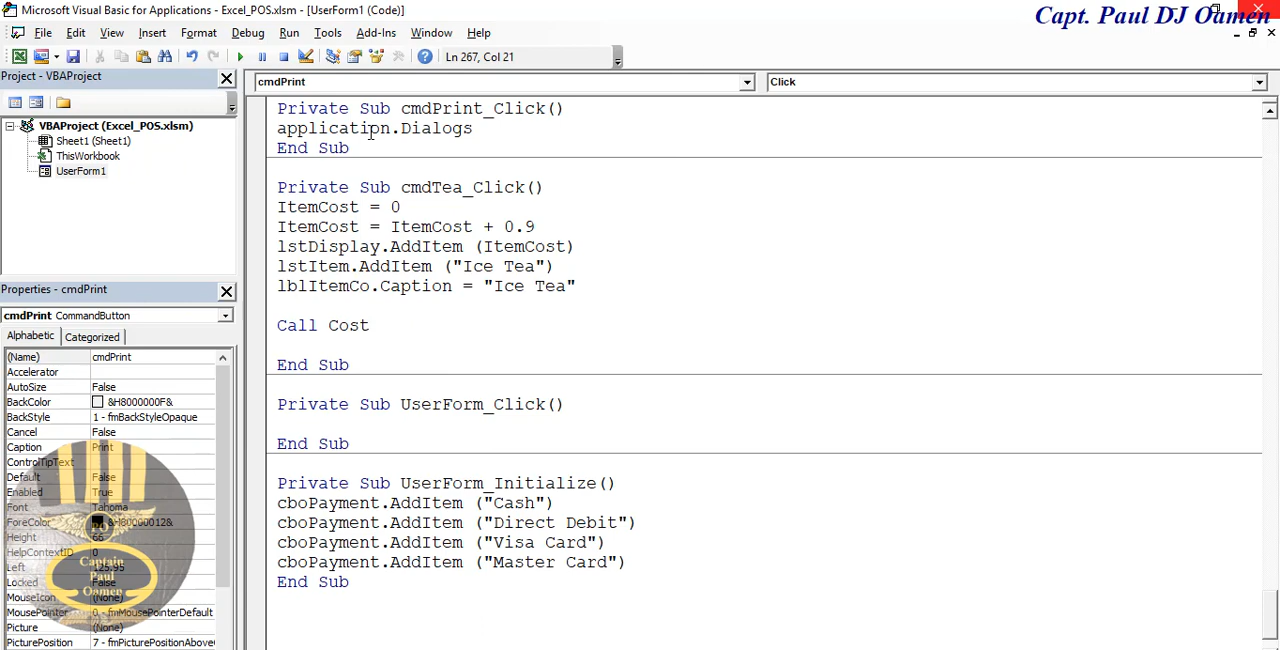 Microsoft Visual Basic for Applications - Excel_POS.xlsm - [UserForm1 (Code)]
Capt. Paul DJ Oamen
File Edit View Insert Format Debug Run Tools Add-Ins Window Help
Ln 267, Col 21
Project - VBAProject
cmdPrint
Click
VBAProject (Excel_POS.xlsm)
Sheet1 (Sheet1)
ThisWorkbook
UserForm1
Properties - cmdPrint
cmdPrint CommandButton
Alphabetic Categorized
(Name) cmdPrint
Accelerator
AutoSize False
BackColor &H8000000F&
BackStyle 1 - fmBackStyleOpaque
Cancel False
Caption Print
ControlTipText
Default False
Enabled True
Font Tahoma
ForeColor &H80000012&
Height 66
HelpContextID 0
Left 125.95
Locked False
MouseIcon (None)
MousePointer 0 - fmMousePointerDefault
Picture (None)
PicturePosition 7 - fmPicturePositionAbove
Captain
Paul
Oamen
Private Sub cmdPrint_Click()
application.Dialogs
End Sub
Private Sub cmdTea_Click()
ItemCost = 0
ItemCost = ItemCost + 0.9
lstDisplay.AddItem (ItemCost)
lstItem.AddItem ("Ice Tea")
lblItemCo.Caption = "Ice Tea"
Call Cost
End Sub
Private Sub UserForm_Click()
End Sub
Private Sub UserForm_Initialize()
cboPayment.AddItem ("Cash")
cboPayment.AddItem ("Direct Debit")
cboPayment.AddItem ("Visa Card")
cboPayment.AddItem ("Master Card")
End Sub